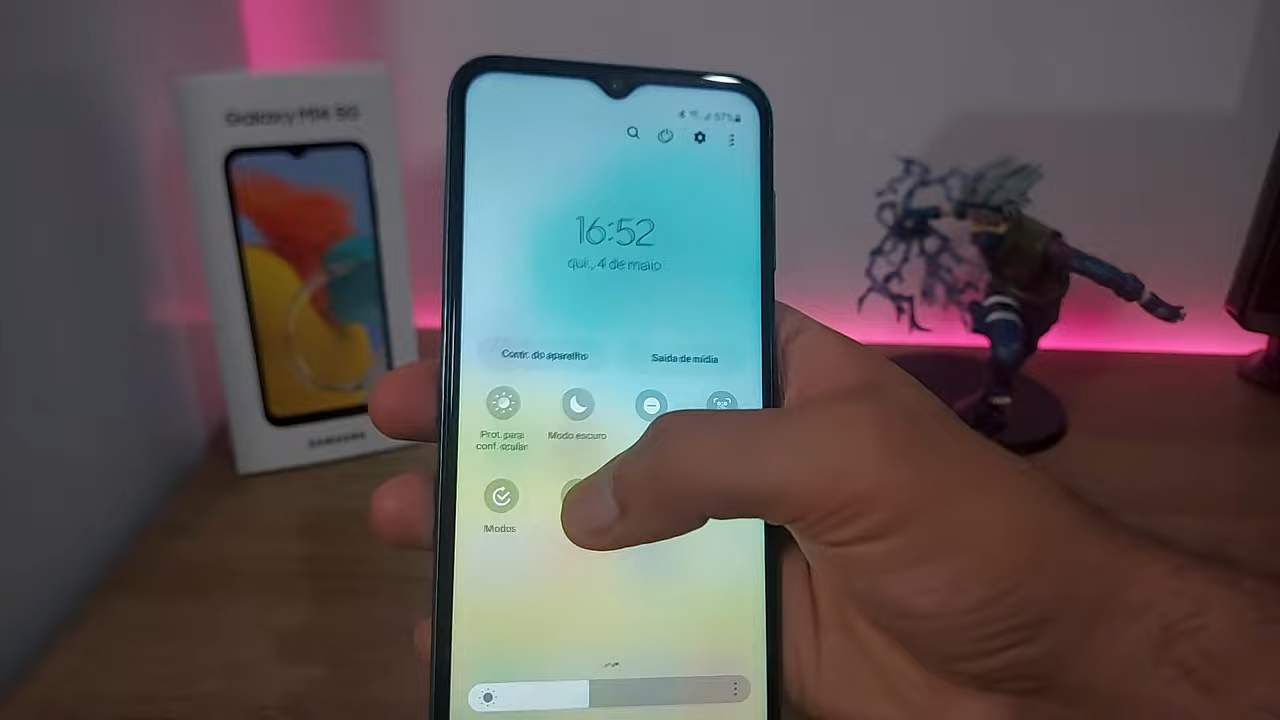 Galaxy M14 5G
SAMSUNG
57%
16:52
qui., 4 de maio
Contr. do aparelho
Saída de mídia
Prot. para
conf. ocular
Modo escuro
Modos